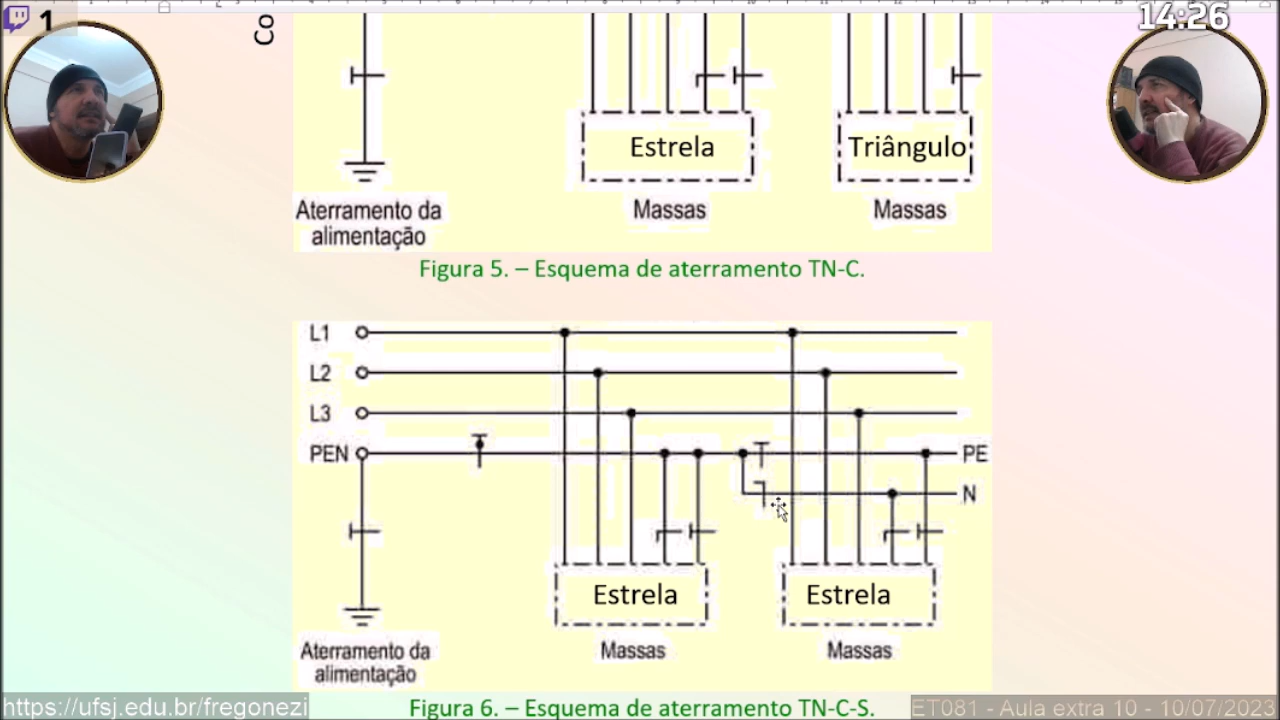 1
14:26
Co
Estrela
Triângulo
Aterramento da
alimentação
Massas
Massas
Figura 5. – Esquema de aterramento TN-C.
L1
L2
L3
PEN
PE
N
Estrela
Estrela
Aterramento da
alimentação
Massas
Massas
Figura 6. – Esquema de aterramento TN-C-S.
https://ufsj.edu.br/fregonezi
ET081 - Aula extra 10 - 10/07/2023